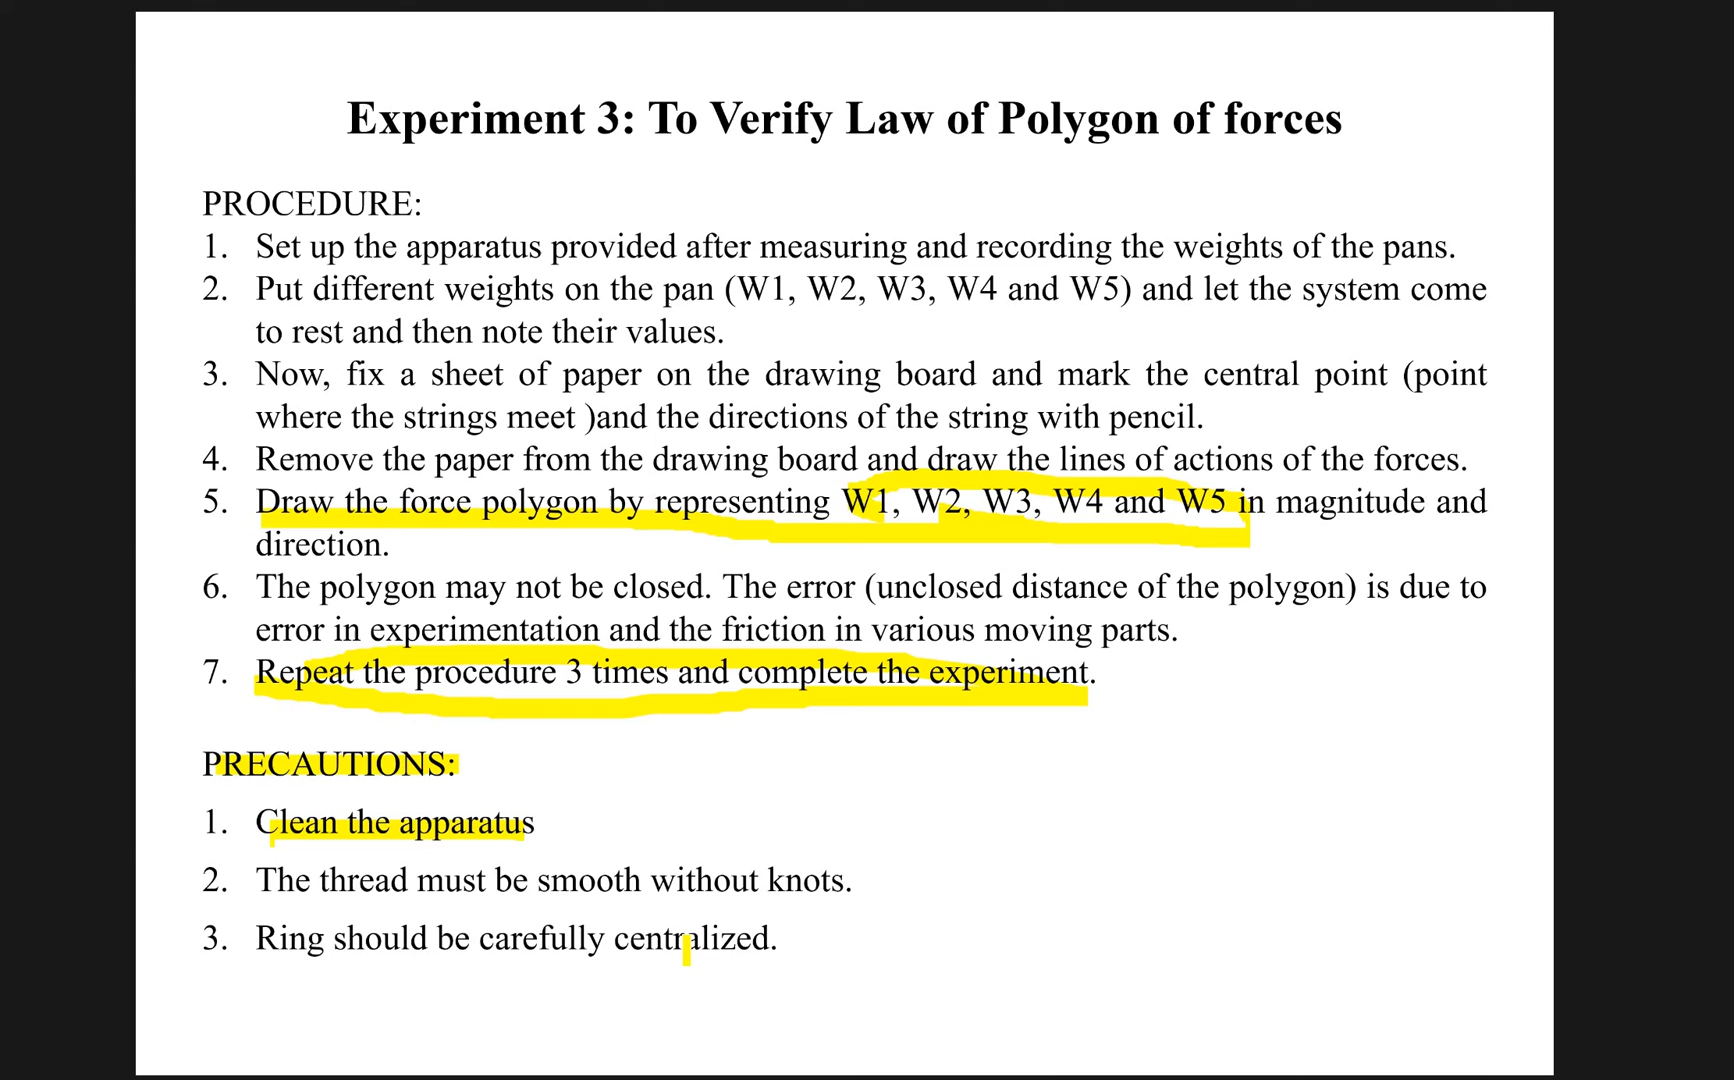 Experiment 3: To Verify Law of Polygon of forces
PROCEDURE:
1. Set up the apparatus provided after measuring and recording the weights of the pans.
2. Put different weights on the pan (W1, W2, W3, W4 and W5) and let the system come
to rest and then note their values.
3. Now, fix a sheet of paper on the drawing board and mark the central point (point
where the strings meet )and the directions of the string with pencil.
4. Remove the paper from the drawing board and draw the lines of actions of the forces.
5. Draw the force polygon by representing W1, W2, W3, W4 and W5 in magnitude and
direction.
6. The polygon may not be closed. The error (unclosed distance of the polygon) is due to
error in experimentation and the friction in various moving parts.
7. Repeat the procedure 3 times and complete the experiment.
PRECAUTIONS:
1. Clean the apparatus
2. The thread must be smooth without knots.
3. Ring should be carefully centralized.